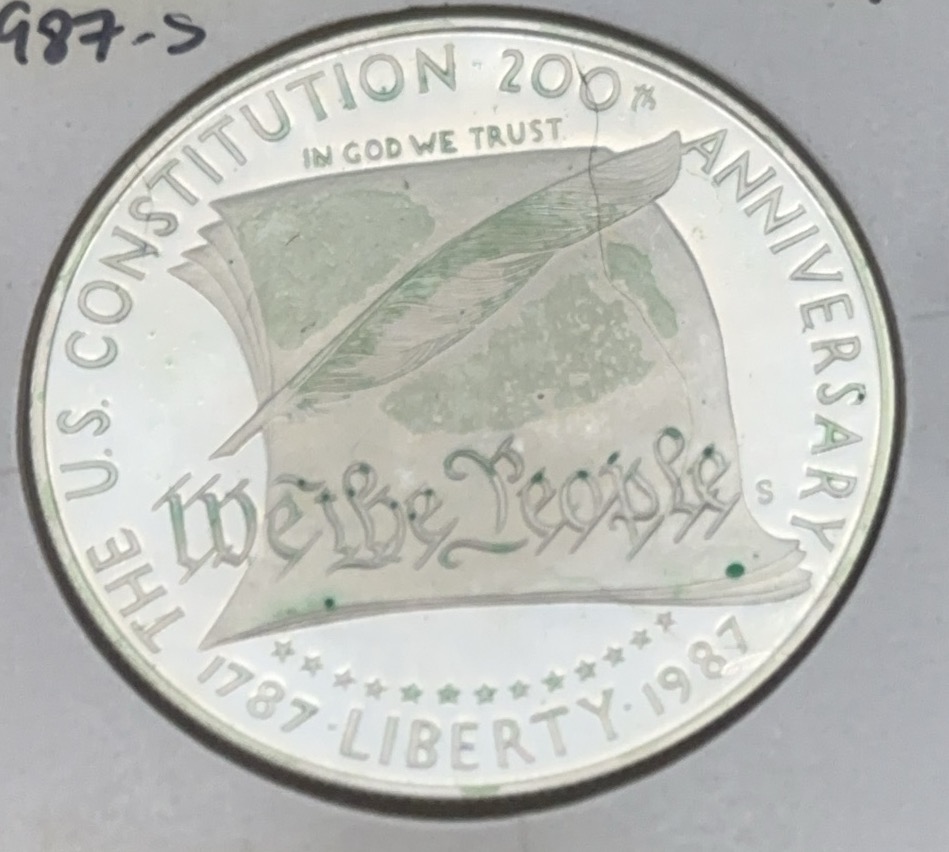 987-S
THE U.S. CONSTITUTION 200TH ANNIVERSARY
IN GOD WE TRUST
We the People
S
1787 · LIBERTY · 1987